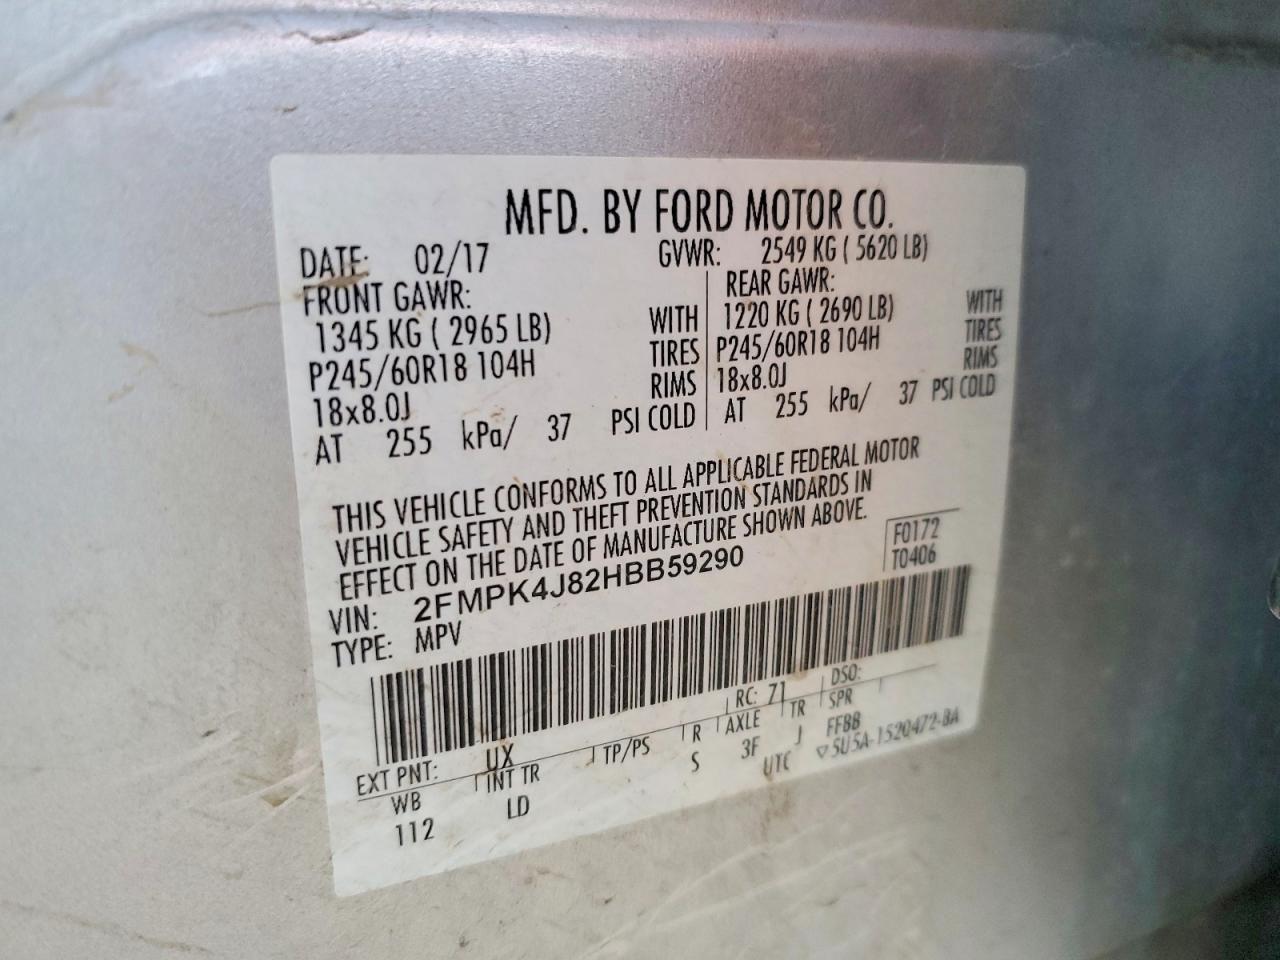 MFD. BY FORD MOTOR CO.
DATE: 02/17 GVWR: 2549 KG ( 5620 LB)
FRONT GAWR: REAR GAWR:
1345 KG ( 2965 LB) WITH 1220 KG ( 2690 LB) WITH
P245/60R18 104H TIRES P245/60R18 104H TIRES
18x8.0J RIMS 18x8.0J RIMS
AT 255 kPa/ 37 PSI COLD AT 255 kPa/ 37 PSI COLD
THIS VEHICLE CONFORMS TO ALL APPLICABLE FEDERAL MOTOR
VEHICLE SAFETY AND THEFT PREVENTION STANDARDS IN
EFFECT ON THE DATE OF MANUFACTURE SHOWN ABOVE.
F0172
VIN: 2FMPK4J82HBB59290 T0406
TYPE: MPV
EXT PNT: UX RC: 71 DSO:
WB INT TR TP/PS R AXLE TR SPR
112 LD S 3F J FFBB
UTC ▽5U5A-1520472-BA